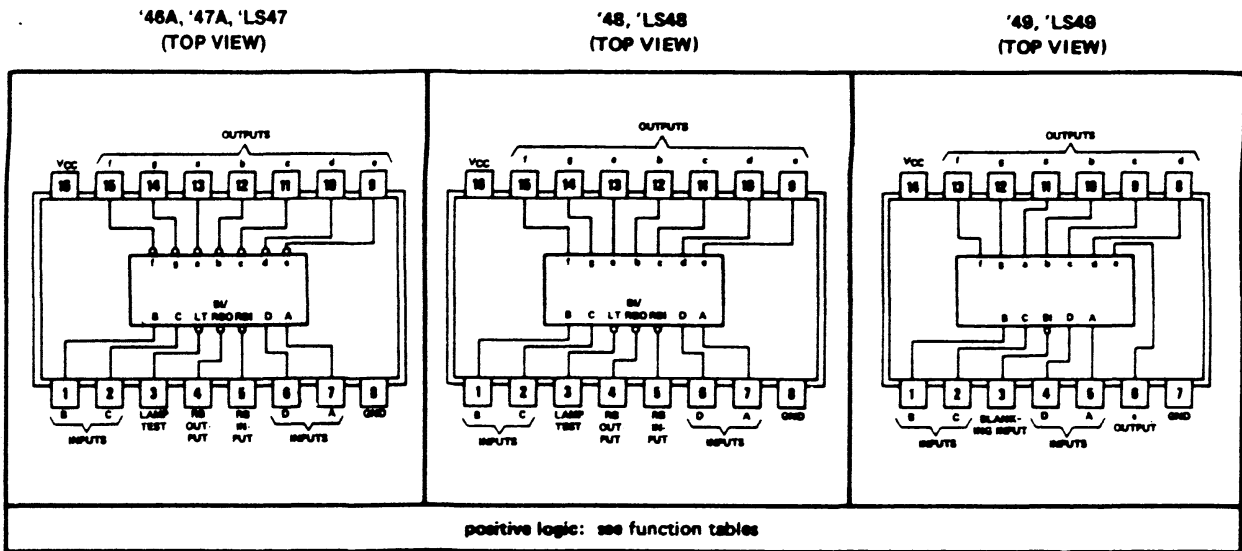 '46A, '47A, 'LS47
(TOP VIEW)
OUTPUTS
VCC f g a b c d e
16 15 14 13 12 11 10 9
f g a b c d e
BI/
B C LT RBO RBI D A
1 2 3 4 5 6 7 8
B C LAMP TEST RB OUT- PUT RB IN- PUT D A GND
INPUTS INPUTS
'48, 'LS48
(TOP VIEW)
OUTPUTS
VCC f g a b c d e
16 15 14 13 12 11 10 9
f g a b c d e
BI/
B C LT RBO RBI D A
1 2 3 4 5 6 7 8
B C LAMP TEST RB OUT PUT RB IN- PUT D A GND
INPUTS INPUTS
'49, 'LS49
(TOP VIEW)
OUTPUTS
VCC f g a b c d
14 13 12 11 10 9 8
f g a b c d e
B C BI D A
1 2 3 4 5 6 7
B C BLANK- ING INPUT D A e OUTPUT GND
INPUTS INPUTS
positive logic: see function tables